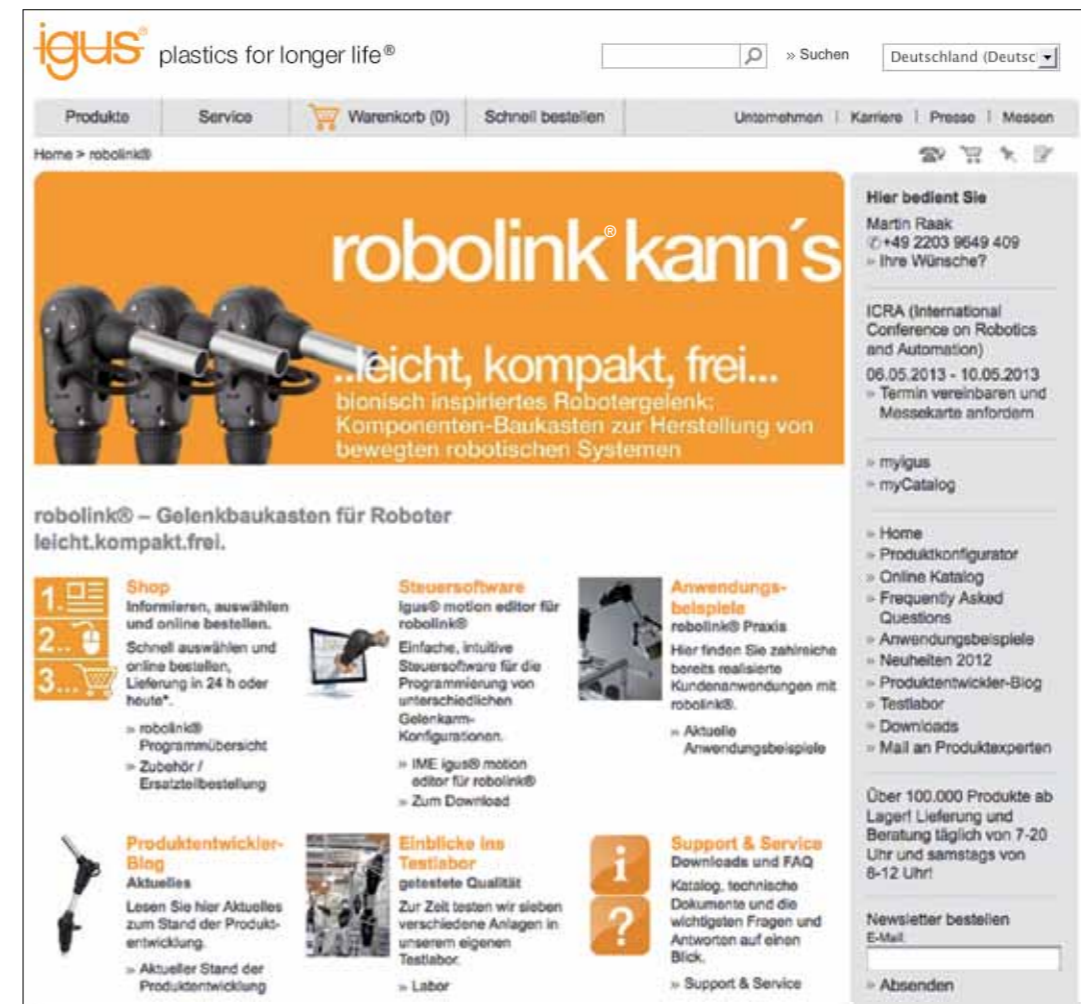 igus® plastics for longer life®
» Suchen
Deutschland (Deutsc
Produkte
Service
Warenkorb (0)
Schnell bestellen
Unternehmen | Karriere | Presse | Messen
Home > robolink®
robolink® kann´s
..leicht, kompakt, frei...
bionisch inspiriertes Robotergelenk:
Komponenten-Baukasten zur Herstellung von
bewegten robotischen Systemen
robolink® – Gelenkbaukasten für Roboter
leicht.kompakt.frei.
1.
2..
3...
Shop
Informieren, auswählen
und online bestellen.
Schnell auswählen und
online bestellen,
Lieferung in 24 h oder
heute*.
» robolink®
Programmübersicht
» Zubehör /
Ersatzteilbestellung
Steuersoftware
igus® motion editor für
robolink®
Einfache, intuitive
Steuersoftware für die
Programmierung von
unterschiedlichen
Gelenkarm-
Konfigurationen.
» IME igus® motion
editor für robolink®
» Zum Download
Anwendungs-
beispiele
robolink® Praxis
Hier finden Sie zahlreiche
bereits realisierte
Kundenanwendungen mit
robolink®.
» Aktuelle
Anwendungsbeispiele
Produktentwickler-
Blog
Aktuelles
Lesen Sie hier Aktuelles
zum Stand der Produkt-
entwicklung.
» Aktueller Stand der
Produktentwicklung
Einblicke ins
Testlabor
getestete Qualität
Zur Zeit testen wir sieben
verschiedene Anlagen in
unserem eigenen
Testlabor.
» Labor
i
?
Support & Service
Downloads und FAQ
Katalog, technische
Dokumente und die
wichtigsten Fragen und
Antworten auf einen
Blick.
» Support & Service
Hier bedient Sie
Martin Raak
✆+49 2203 9649 409
» Ihre Wünsche?
ICRA (International
Conference on Robotics
and Automation)
06.05.2013 - 10.05.2013
» Termin vereinbaren und
Messekarte anfordern
» myigus
» myCatalog
» Home
» Produktkonfigurator
» Online Katalog
» Frequently Asked
Questions
» Anwendungsbeispiele
» Neuheiten 2012
» Produktentwickler-Blog
» Testlabor
» Downloads
» Mail an Produktexperten
Über 100.000 Produkte ab
Lager! Lieferung und
Beratung täglich von 7-20
Uhr und samstags von
8-12 Uhr!
Newsletter bestellen
E-Mail:
» Absenden